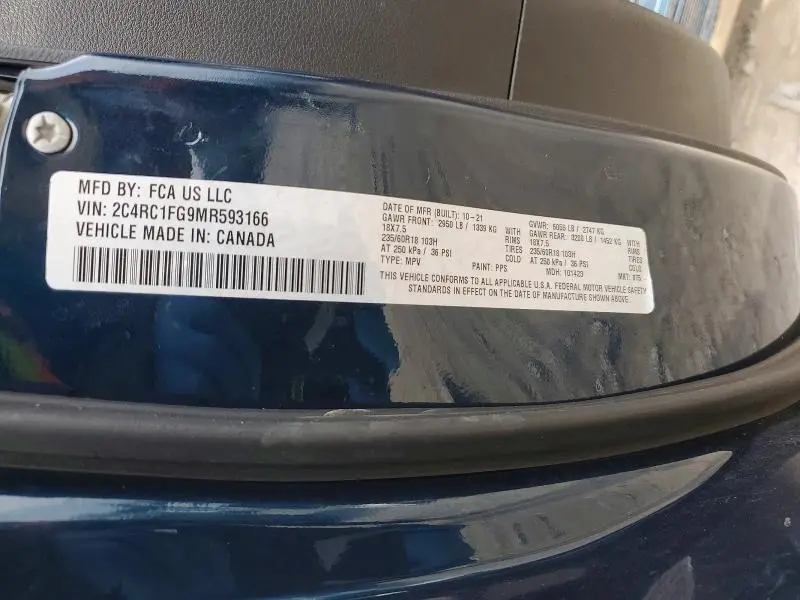 MFD BY: FCA US LLC
VIN: 2C4RC1FG9MR593166
VEHICLE MADE IN: CANADA
DATE OF MFR (BUILT): 10-21
GAWR FRONT: 2950 LB / 1339 KG WITH
18X7.5 RIMS
235/60R18 103H TIRES
AT 250 kPa / 36 PSI COLD
TYPE: MPV PAINT: PPS
GVWR: 6055 LB / 2747 KG
GAWR REAR: 3200 LB / 1452 KG WITH
18X7.5 RIMS
235/60R18 103H TIRES
AT 250 kPa / 36 PSI COLD
MDH: 101423 MKT:
THIS VEHICLE CONFORMS TO ALL APPLICABLE U.S.A. FEDERAL MOTOR VEHICLE SAFETY
STANDARDS IN EFFECT ON THE DATE OF MANUFACTURE SHOWN ABOVE.